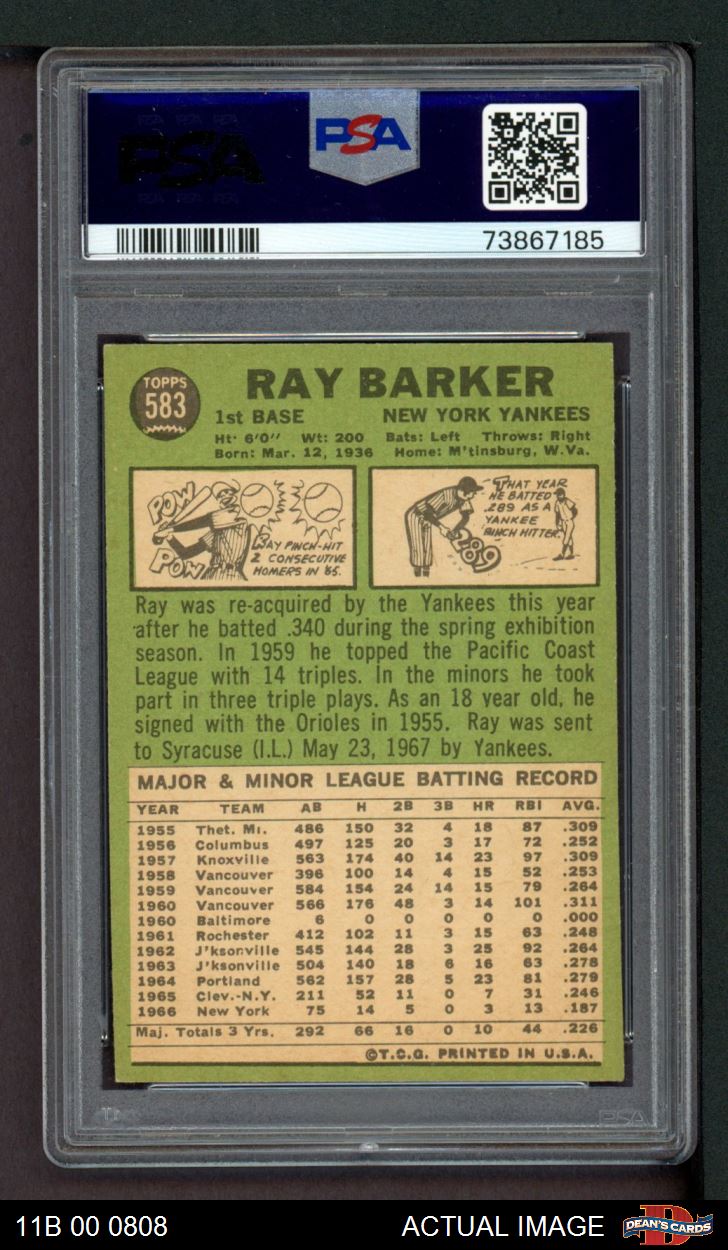 PSA
PSA
73867185
TOPPS
583
RAY BARKER
1st BASE NEW YORK YANKEES
Ht. 6'0" Wt: 200 Bats: Left Throws: Right
Born: Mar. 12, 1936 Home: M'tinsburg, W.Va.
POW
POW
RAY PINCH-HIT
2 CONSECUTIVE
HOMERS IN '65.
THAT YEAR
HE BATTED
.289 AS A
YANKEE
PINCH HITTER.
289
Ray was re-acquired by the Yankees this year
after he batted .340 during the spring exhibition
season. In 1959 he topped the Pacific Coast
League with 14 triples. In the minors he took
part in three triple plays. As an 18 year old, he
signed with the Orioles in 1955. Ray was sent
to Syracuse (I.L.) May 23, 1967 by Yankees.
MAJOR & MINOR LEAGUE BATTING RECORD
YEAR TEAM AB H 2B 3B HR RBI AVG.
1955 Thet. Mi. 486 150 32 4 18 87 .309
1956 Columbus 497 125 20 3 17 72 .252
1957 Knoxville 563 174 40 14 23 97 .309
1958 Vancouver 396 100 14 4 15 52 .253
1959 Vancouver 584 154 24 14 15 79 .264
1960 Vancouver 566 176 48 3 14 101 .311
1960 Baltimore 6 0 0 0 0 0 .000
1961 Rochester 412 102 11 3 15 63 .248
1962 J'ksonville 545 144 28 3 25 92 .264
1963 J'ksonville 504 140 18 6 16 63 .278
1964 Portland 562 157 28 5 23 81 .279
1965 Clev.-N.Y. 211 52 11 0 7 31 .246
1966 New York 75 14 5 0 3 13 .187
Maj. Totals 3 Yrs. 292 66 16 0 10 44 .226
©T.C.G. PRINTED IN U.S.A.
PSA
11B 00 0808 ACTUAL IMAGE DEAN'S CARDS